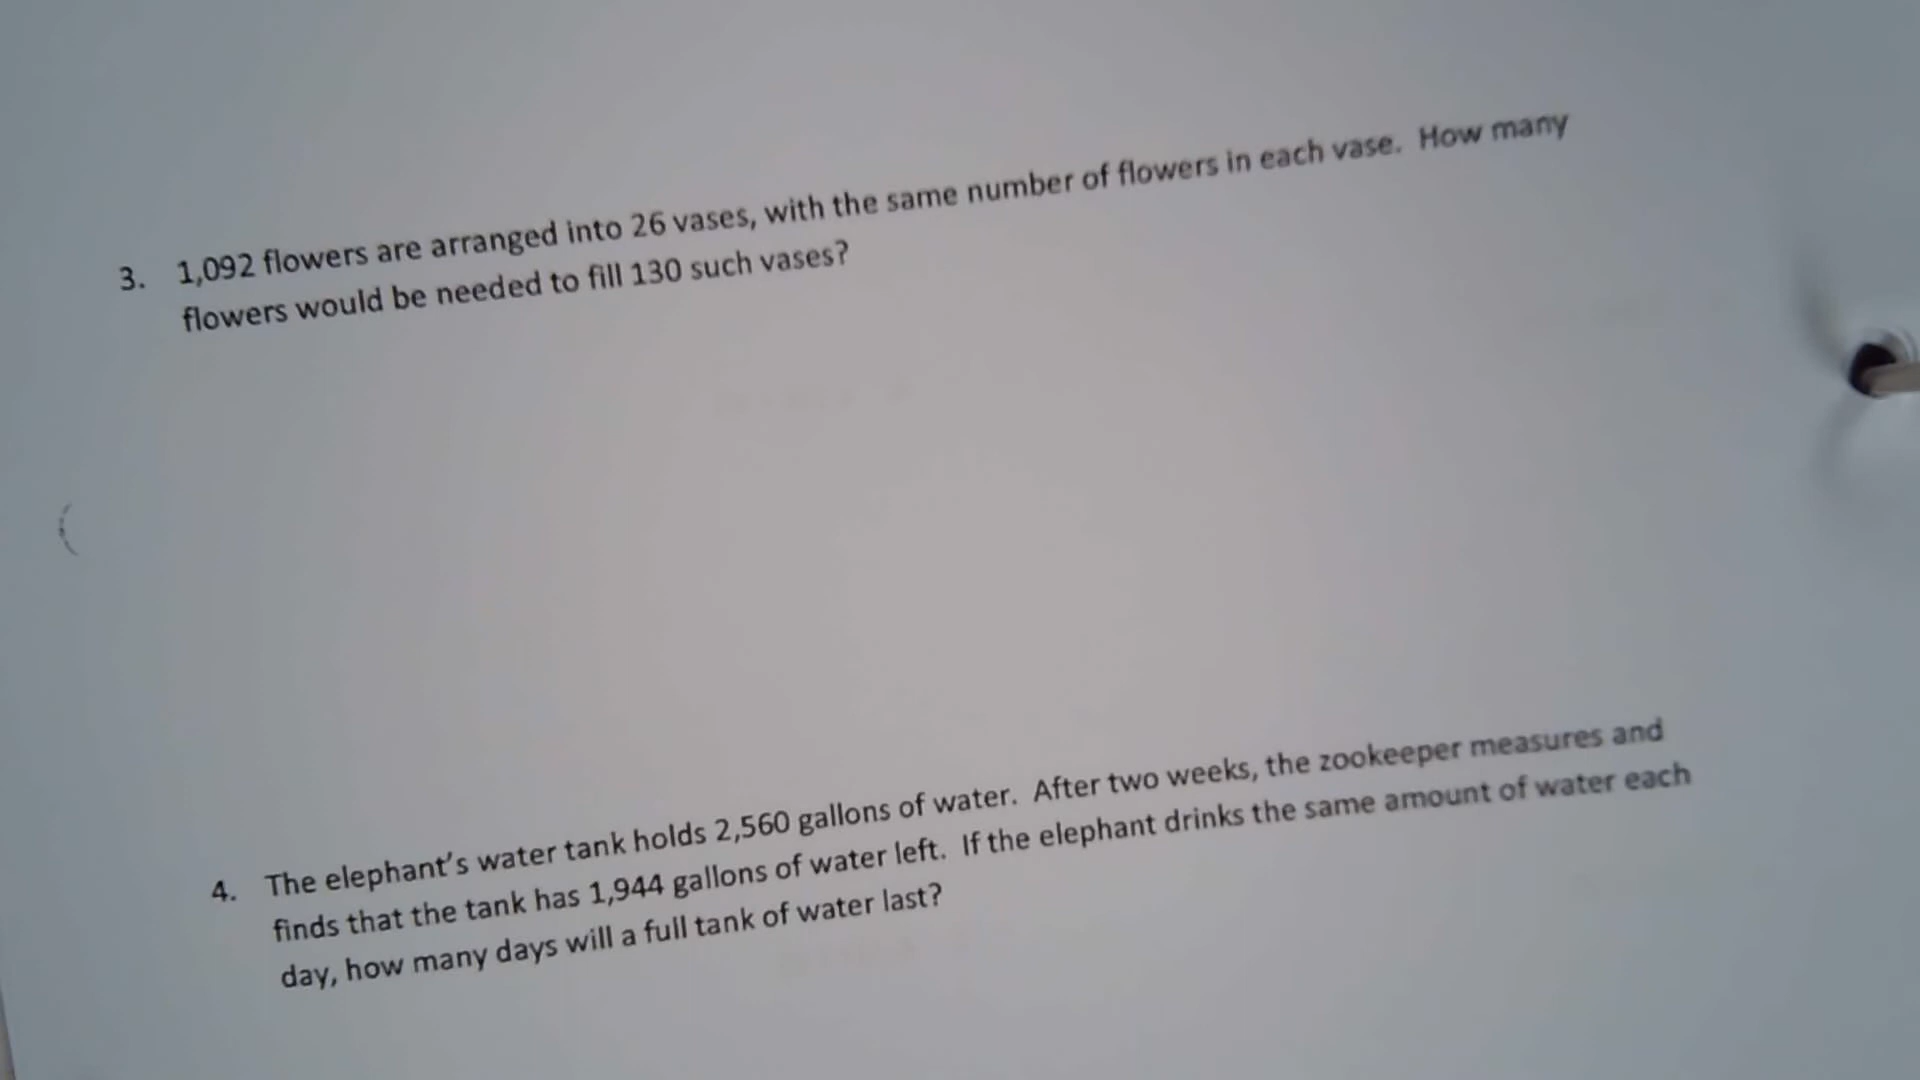 3. 1,092 flowers are arranged into 26 vases, with the same number of flowers in each vase. How many
flowers would be needed to fill 130 such vases?
4. The elephant's water tank holds 2,560 gallons of water. After two weeks, the zookeeper measures and
finds that the tank has 1,944 gallons of water left. If the elephant drinks the same amount of water each
day, how many days will a full tank of water last?